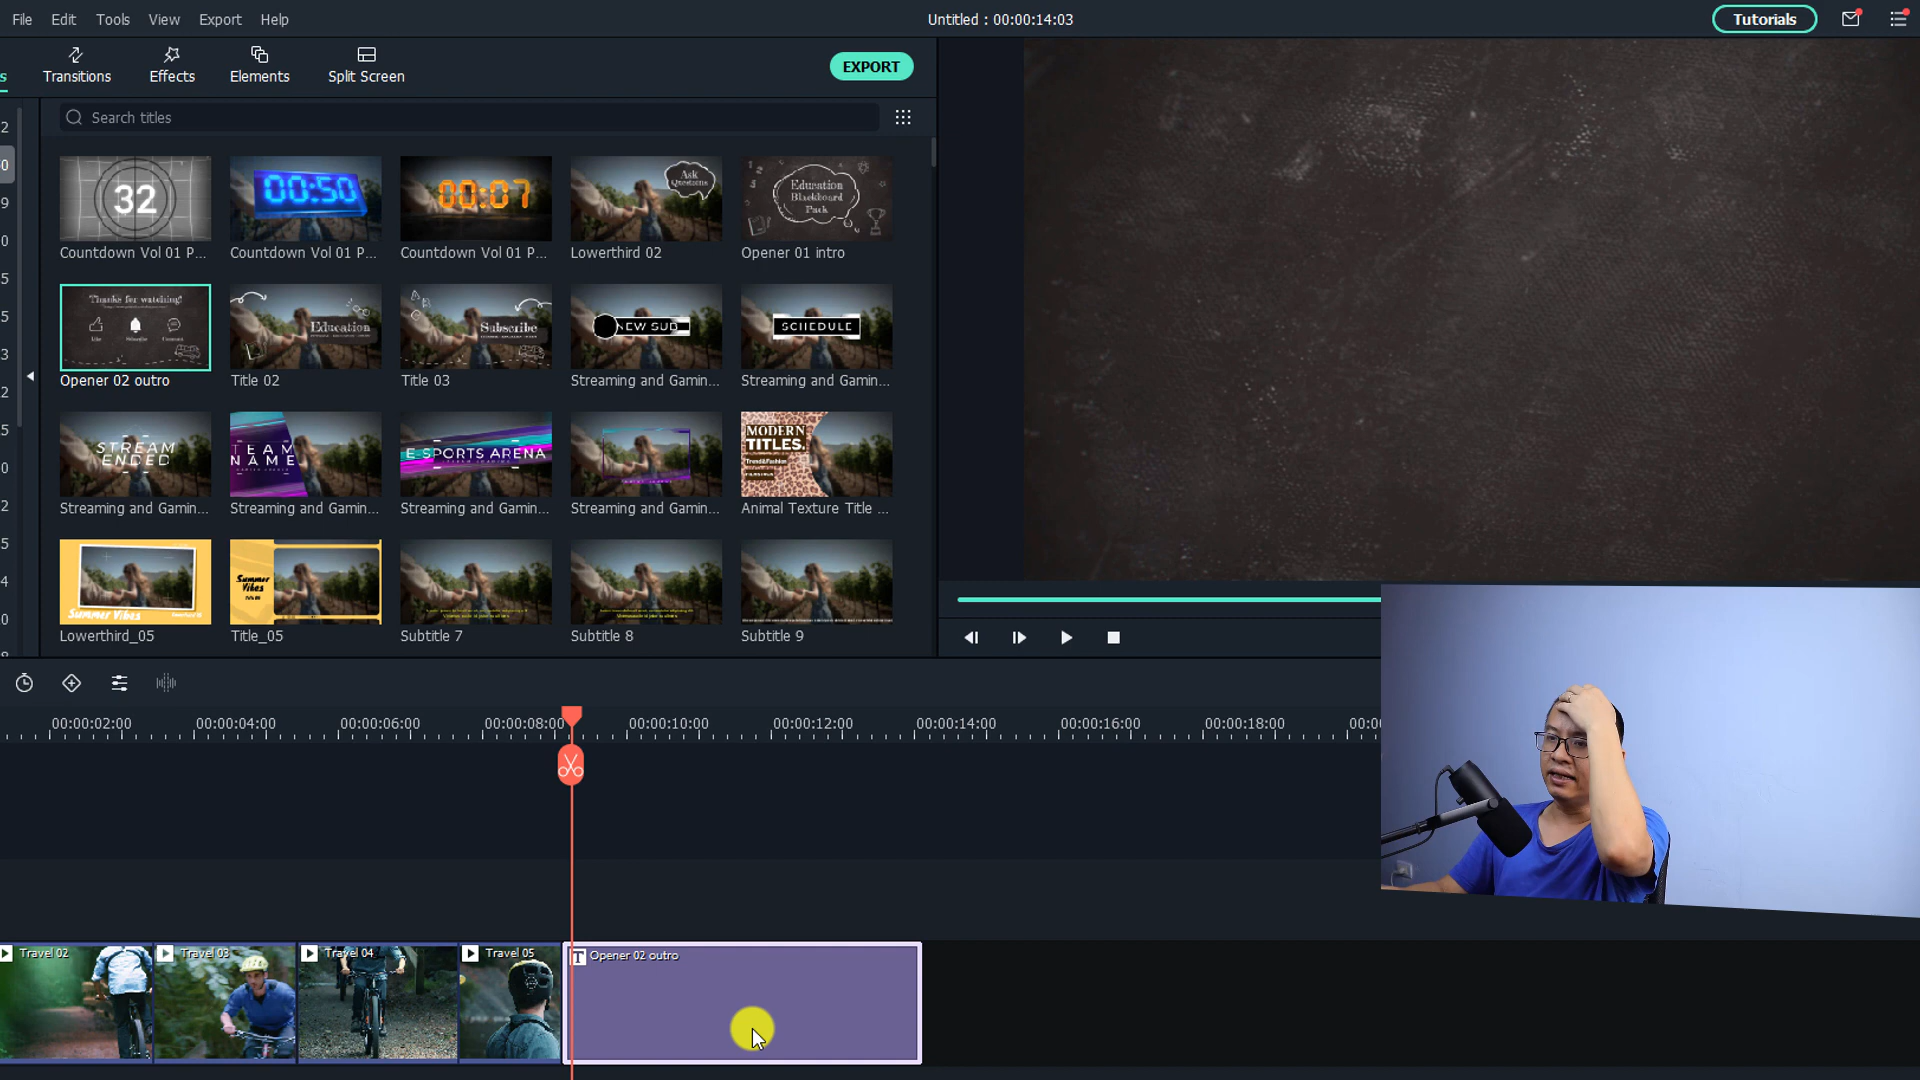 File Edit Tools View Export Help
Untitled : 00:00:14:03
Tutorials
Transitions
Effects
Elements
Split Screen
EXPORT
Search titles
32
00:50
00:07
Ask
Questions
Education
Blackboard
Pack
Countdown Vol 01 P...
Countdown Vol 01 P...
Countdown Vol 01 P...
Lowerthird 02
Opener 01 intro
Thanks for watching!
Like
Subscribe
Comment
Education
Subscribe
NEW SUB
SCHEDULE
Opener 02 outro
Title 02
Title 03
Streaming and Gamin...
Streaming and Gamin...
STREAM
ENDED
TEAM
NAME
E SPORTS ARENA
MODERN
TITLES.
Trend&Fashion
Streaming and Gamin...
Streaming and Gamin...
Streaming and Gamin...
Streaming and Gamin...
Animal Texture Title ...
Summer Vibes
Summer
Vibes
Lowerthird_05
Title_05
Subtitle 7
Subtitle 8
Subtitle 9
00:00:02:00
00:00:04:00
00:00:06:00
00:00:08:00
00:00:10:00
00:00:12:00
00:00:14:00
00:00:16:00
00:00:18:00
00:0
Travel 02
Travel 03
Travel 04
Travel 05
T
Opener 02 outro